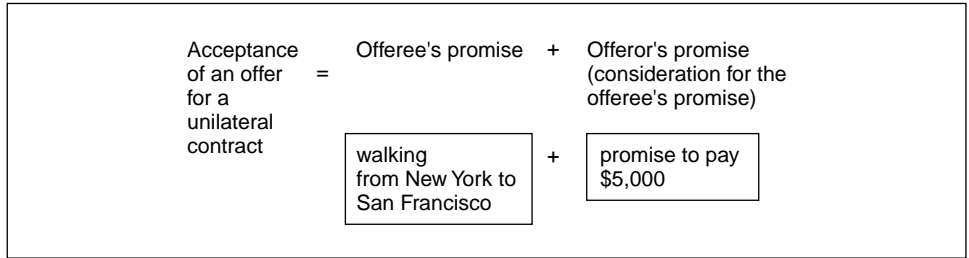 Acceptance
of an offer
for a
unilateral
contract
=
Offeree's promise
+
Offeror's promise
(consideration for the
offeree's promise)
walking
from New York to
San Francisco
+
promise to pay
$5,000